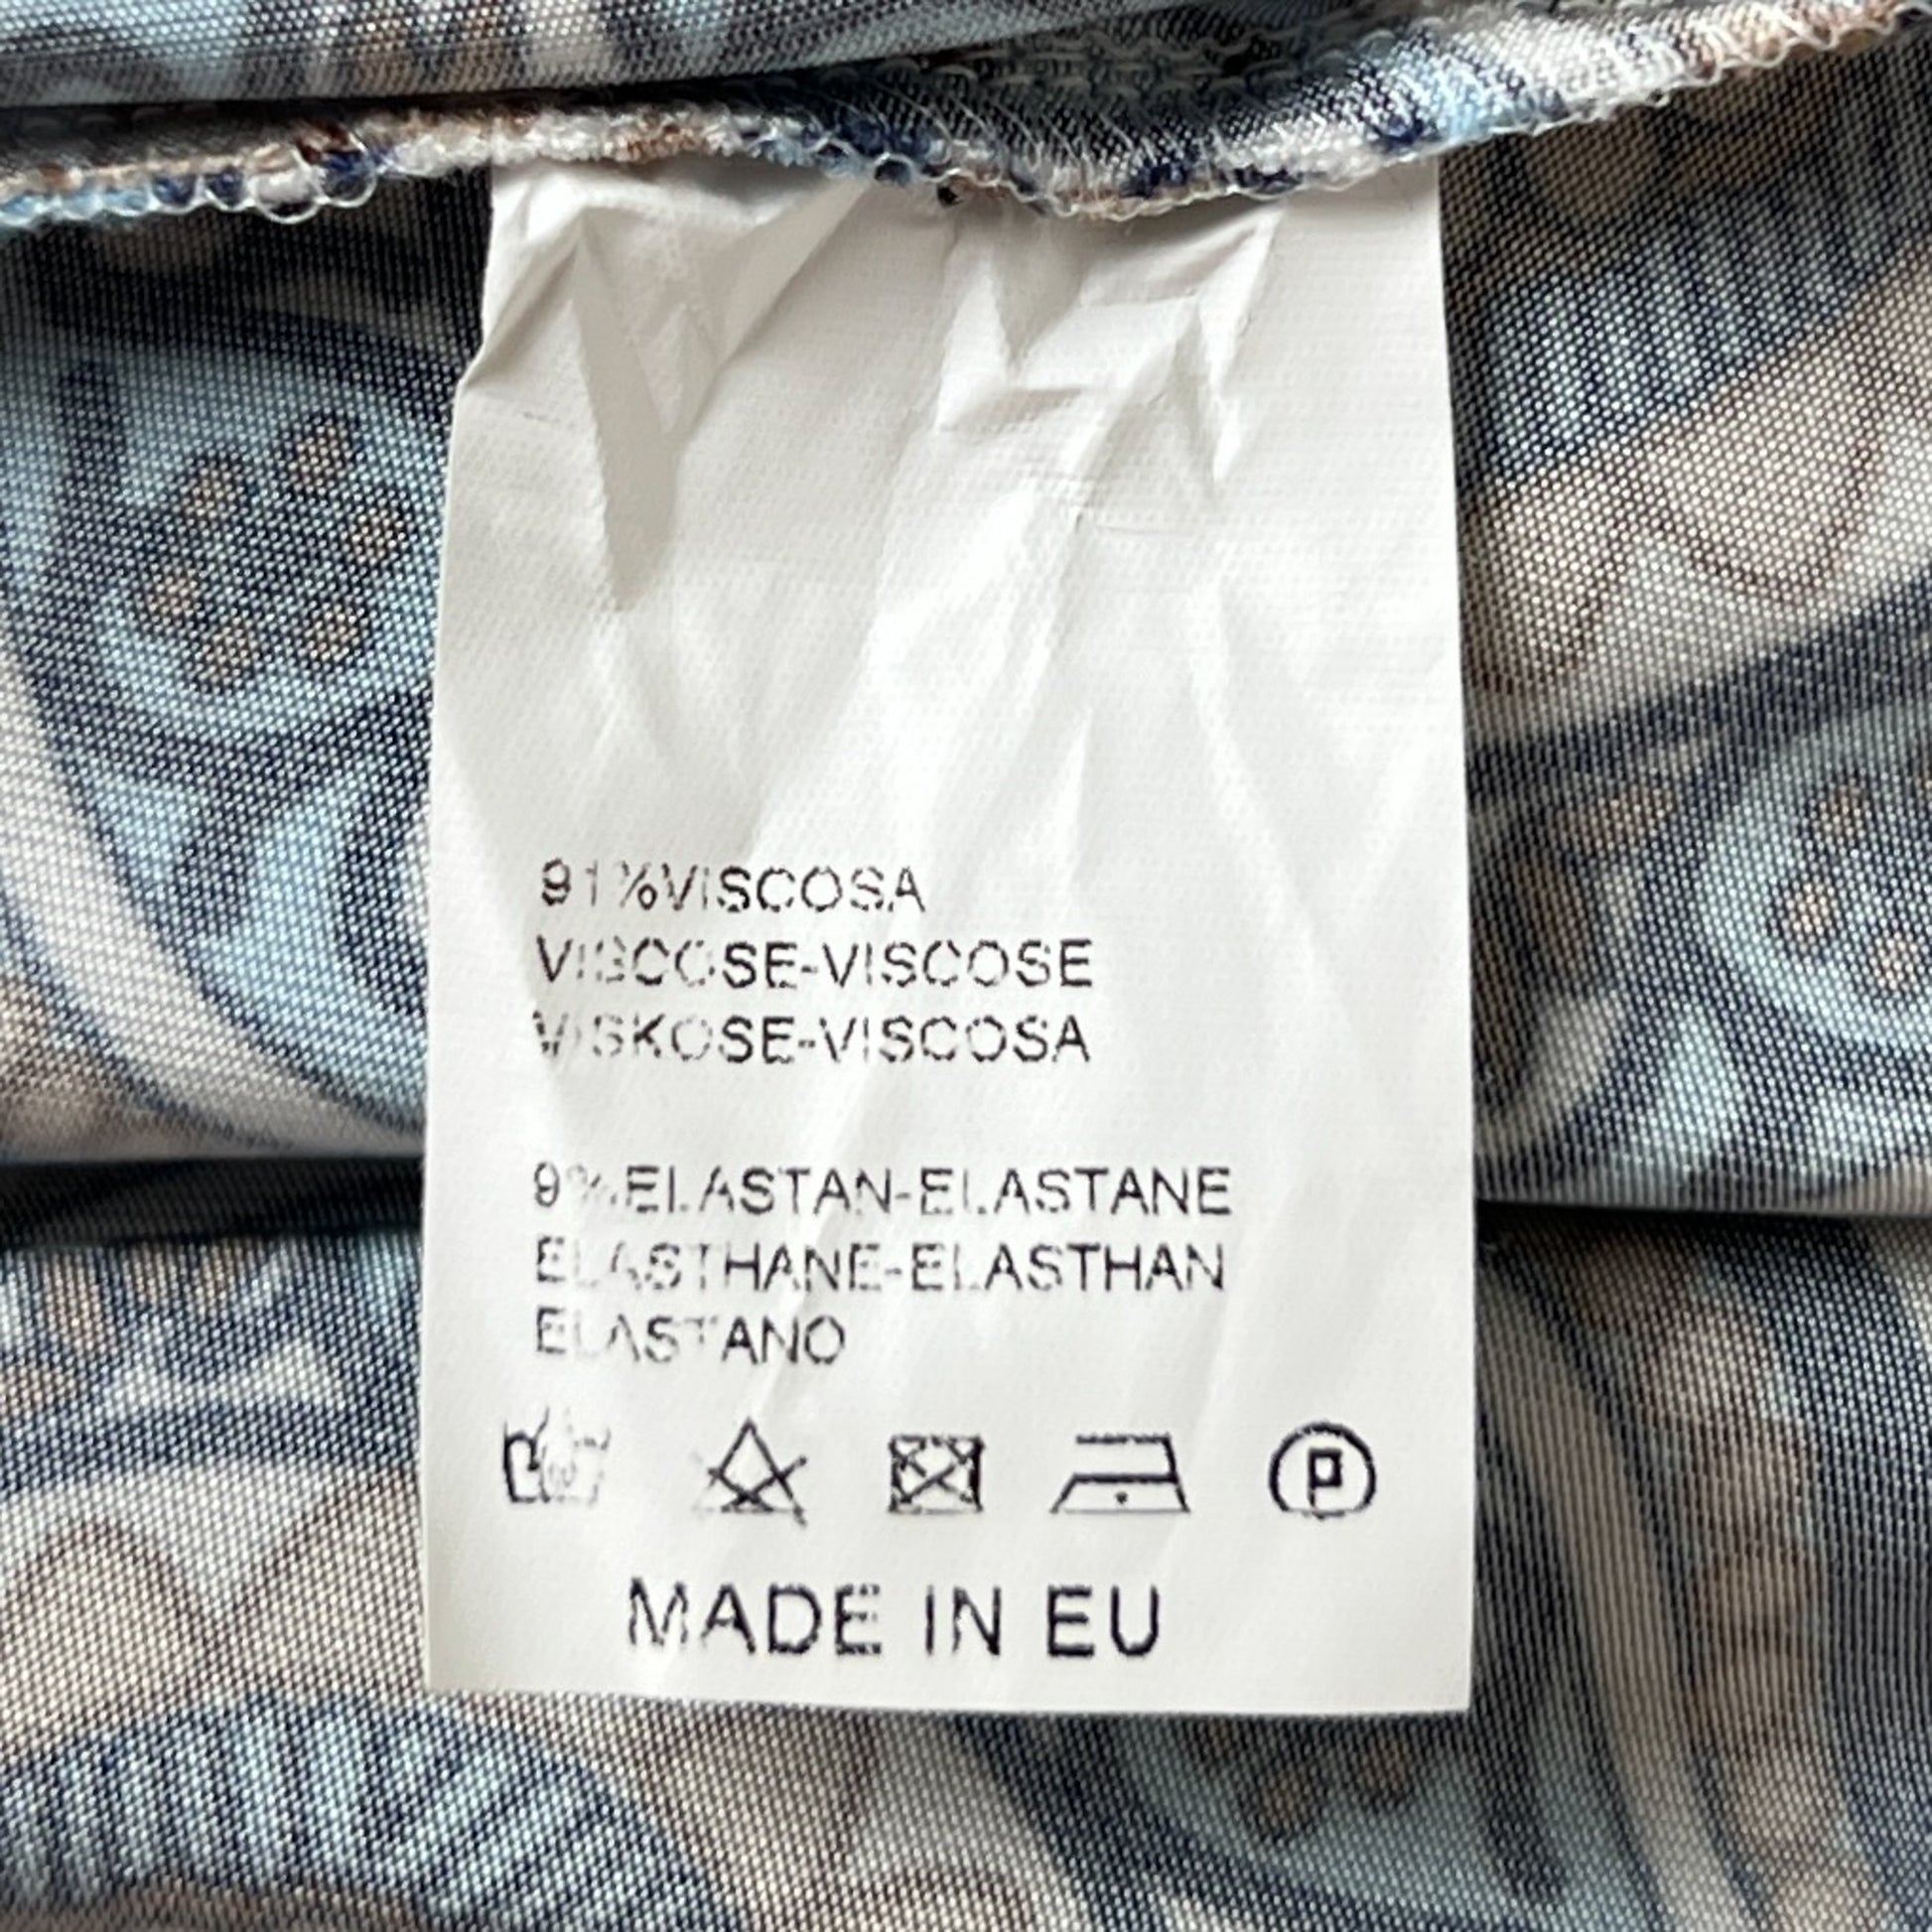 91%VISCOSA
VISCOSE-VISCOSE
VISKOSE-VISCOSA
9%ELASTAN-ELASTANE
ELASTHANE-ELASTHAN
ELASTANO
P
MADE IN EU